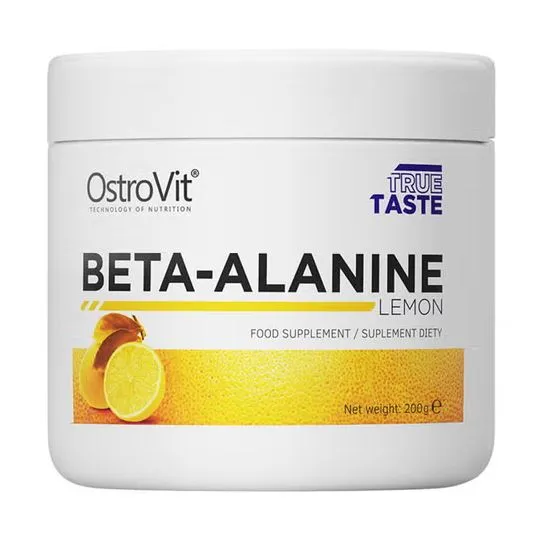 OstroVit®
TECHNOLOGY OF NUTRITION
TRUE
TASTE
BETA-ALANINE
LEMON
FOOD SUPPLEMENT / SUPLEMENT DIETY
Net weight: 200g ℮